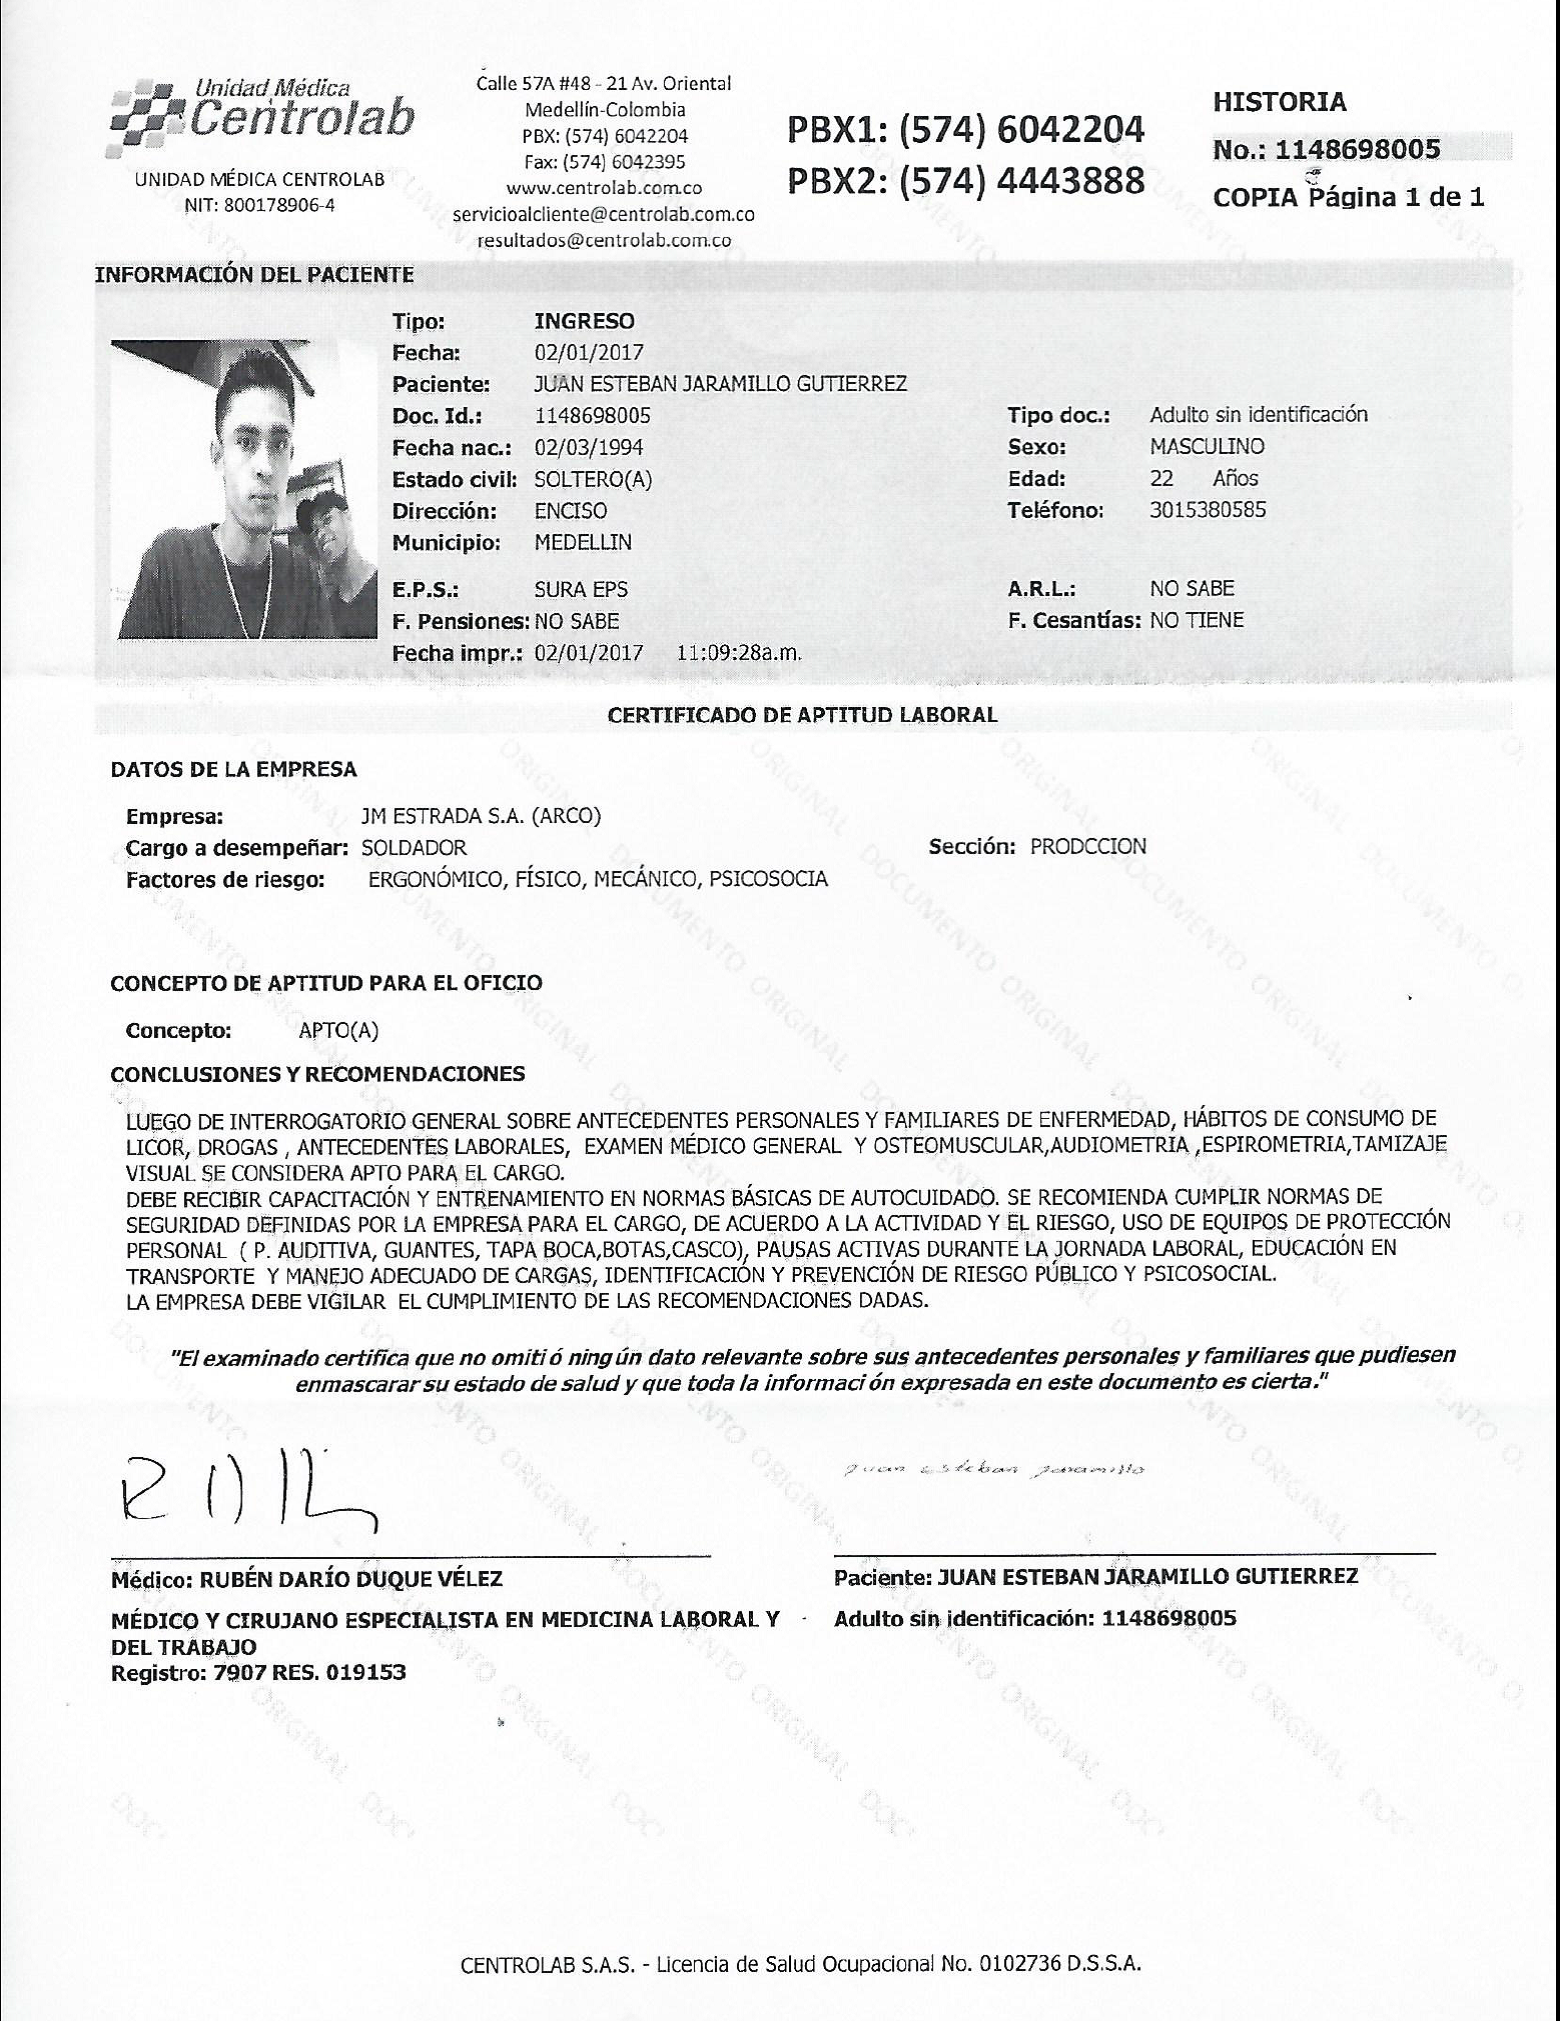 Unidad Médica
Centrolab
UNIDAD MÉDICA CENTROLAB
NIT: 800178906-4
Calle 57A #48 - 21 Av. Oriental
Medellín-Colombia
PBX: (574) 6042204
Fax: (574) 6042395
www.centrolab.com.co
servicioalcliente@centrolab.com.co
resultados@centrolab.com.co
PBX1: (574) 6042204
PBX2: (574) 4443888
HISTORIA
No.: 1148698005
COPIA Página 1 de 1
INFORMACIÓN DEL PACIENTE
Tipo: INGRESO
Fecha: 02/01/2017
Paciente: JUAN ESTEBAN JARAMILLO GUTIERREZ
Doc. Id.: 1148698005 Tipo doc.: Adulto sin identificación
Fecha nac.: 02/03/1994 Sexo: MASCULINO
Estado civil: SOLTERO(A) Edad: 22 Años
Dirección: ENCISO Teléfono: 3015380585
Municipio: MEDELLIN
E.P.S.: SURA EPS A.R.L.: NO SABE
F. Pensiones: NO SABE F. Cesantías: NO TIENE
Fecha impr.: 02/01/2017 11:09:28a.m.
CERTIFICADO DE APTITUD LABORAL
DATOS DE LA EMPRESA
Empresa: JM ESTRADA S.A. (ARCO)
Cargo a desempeñar: SOLDADOR Sección: PRODCCION
Factores de riesgo: ERGONÓMICO, FÍSICO, MECÁNICO, PSICOSOCIA
CONCEPTO DE APTITUD PARA EL OFICIO
Concepto: APTO(A)
CONCLUSIONES Y RECOMENDACIONES
LUEGO DE INTERROGATORIO GENERAL SOBRE ANTECEDENTES PERSONALES Y FAMILIARES DE ENFERMEDAD, HÁBITOS DE CONSUMO DE
LICOR, DROGAS , ANTECEDENTES LABORALES, EXAMEN MÉDICO GENERAL Y OSTEOMUSCULAR,AUDIOMETRIA ,ESPIROMETRIA,TAMIZAJE
VISUAL SE CONSIDERA APTO PARA EL CARGO.
DEBE RECIBIR CAPACITACIÓN Y ENTRENAMIENTO EN NORMAS BÁSICAS DE AUTOCUIDADO. SE RECOMIENDA CUMPLIR NORMAS DE
SEGURIDAD DEFINIDAS POR LA EMPRESA PARA EL CARGO, DE ACUERDO A LA ACTIVIDAD Y EL RIESGO, USO DE EQUIPOS DE PROTECCIÓN
PERSONAL ( P. AUDITIVA, GUANTES, TAPA BOCA,BOTAS,CASCO), PAUSAS ACTIVAS DURANTE LA JORNADA LABORAL, EDUCACIÓN EN
TRANSPORTE Y MANEJO ADECUADO DE CARGAS, IDENTIFICACIÓN Y PREVENCIÓN DE RIESGO PÚBLICO Y PSICOSOCIAL.
LA EMPRESA DEBE VIGILAR EL CUMPLIMIENTO DE LAS RECOMENDACIONES DADAS.
"El examinado certifica que no omitió ningún dato relevante sobre sus antecedentes personales y familiares que pudiesen
enmascarar su estado de salud y que toda la información expresada en este documento es cierta."
juan esteban jaramillo
Médico: RUBÉN DARÍO DUQUE VÉLEZ
MÉDICO Y CIRUJANO ESPECIALISTA EN MEDICINA LABORAL Y
DEL TRABAJO
Registro: 7907 RES. 019153
Paciente: JUAN ESTEBAN JARAMILLO GUTIERREZ
Adulto sin identificación: 1148698005
DOCUMENTO ORIGINAL
CENTROLAB S.A.S. - Licencia de Salud Ocupacional No. 0102736 D.S.S.A.